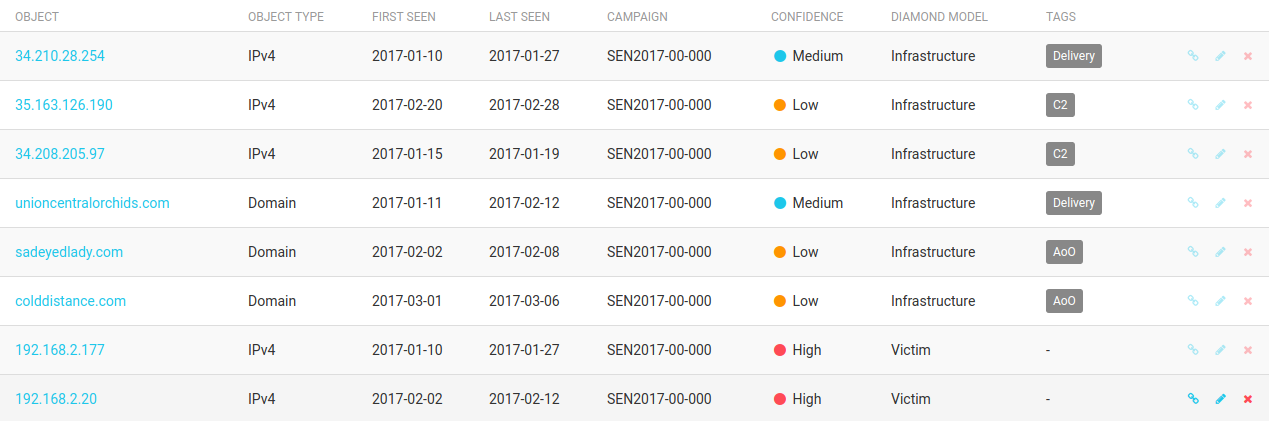 OBJECT OBJECT TYPE FIRST SEEN LAST SEEN CAMPAIGN CONFIDENCE DIAMOND MODEL TAGS
34.210.28.254 IPv4 2017-01-10 2017-01-27 SEN2017-00-000 Medium Infrastructure Delivery
35.163.126.190 IPv4 2017-02-20 2017-02-28 SEN2017-00-000 Low Infrastructure C2
34.208.205.97 IPv4 2017-01-15 2017-01-19 SEN2017-00-000 Low Infrastructure C2
unioncentralorchids.com Domain 2017-01-11 2017-02-12 SEN2017-00-000 Medium Infrastructure Delivery
sadeyedlady.com Domain 2017-02-02 2017-02-08 SEN2017-00-000 Low Infrastructure AoO
colddistance.com Domain 2017-03-01 2017-03-06 SEN2017-00-000 Low Infrastructure AoO
192.168.2.177 IPv4 2017-01-10 2017-01-27 SEN2017-00-000 High Victim -
192.168.2.20 IPv4 2017-02-02 2017-02-12 SEN2017-00-000 High Victim -